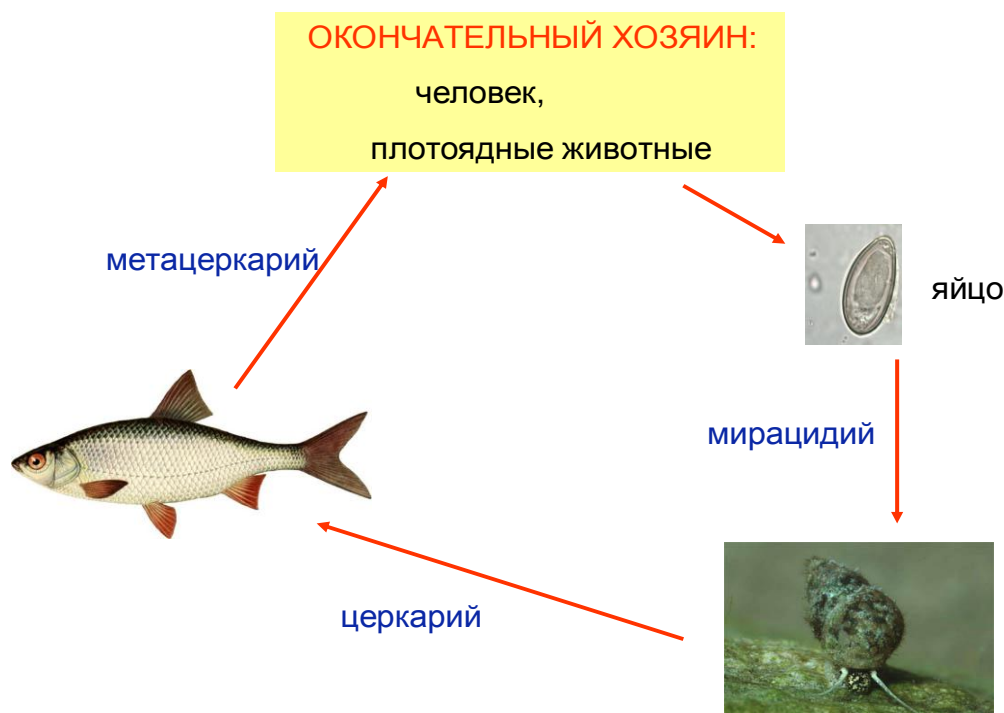 ОКОНЧАТЕЛЬНЫЙ ХОЗЯИН:
человек,
плотоядные животные
метацеркарий
яйцо
мирацидий
церкарий